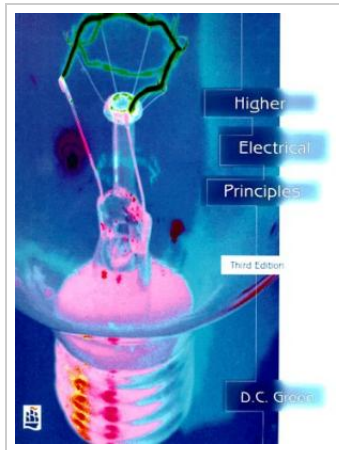 Higher
Electrical
Principles
Third Edition
D.C. Green